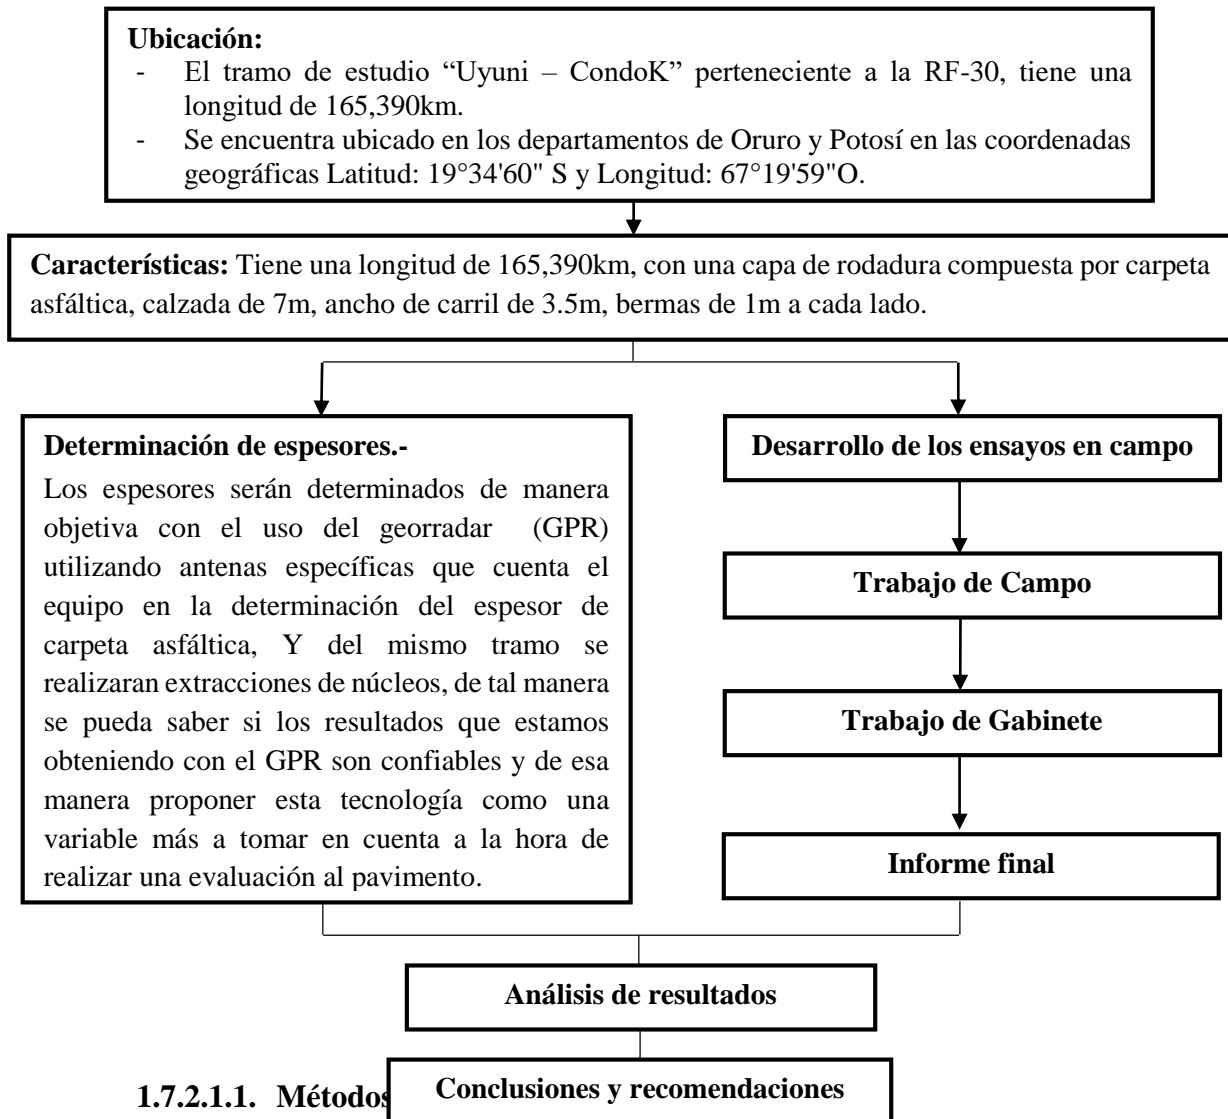 Ubicación:
- El tramo de estudio “Uyuni – CondoK” perteneciente a la RF-30, tiene una
longitud de 165,390km.
- Se encuentra ubicado en los departamentos de Oruro y Potosí en las coordenadas
geográficas Latitud: 19°34'60" S y Longitud: 67°19'59"O.
Características: Tiene una longitud de 165,390km, con una capa de rodadura compuesta por carpeta
asfáltica, calzada de 7m, ancho de carril de 3.5m, bermas de 1m a cada lado.
Determinación de espesores.-
Los espesores serán determinados de manera
objetiva con el uso del georradar (GPR)
utilizando antenas específicas que cuenta el
equipo en la determinación del espesor de
carpeta asfáltica, Y del mismo tramo se
realizaran extracciones de núcleos, de tal manera
se pueda saber si los resultados que estamos
obteniendo con el GPR son confiables y de esa
manera proponer esta tecnología como una
variable más a tomar en cuenta a la hora de
realizar una evaluación al pavimento.
Desarrollo de los ensayos en campo
Trabajo de Campo
Trabajo de Gabinete
Informe final
Análisis de resultados
Conclusiones y recomendaciones
1.7.2.1.1. Métodos